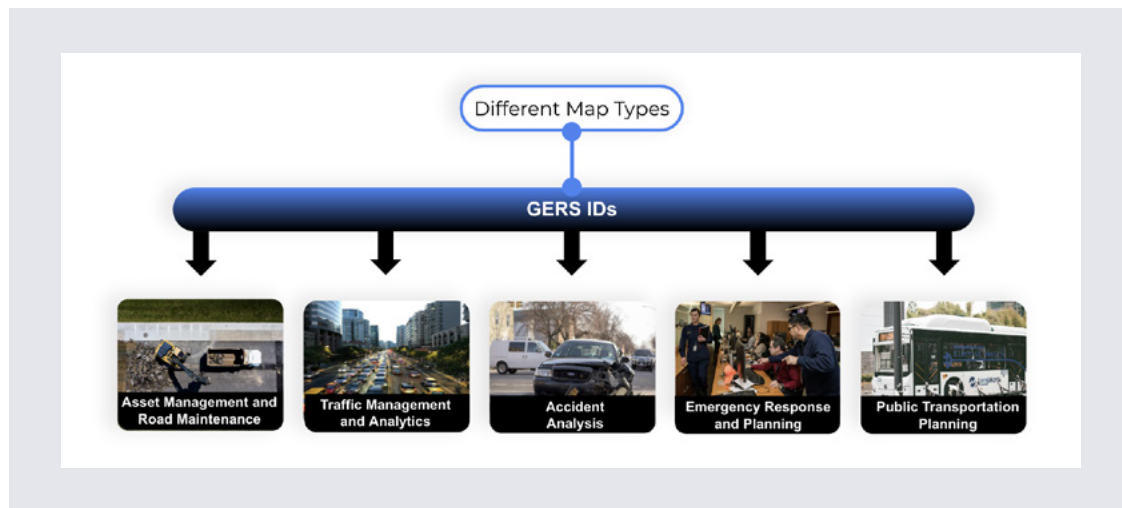 Different Map Types
GERS IDs
Asset Management and
Road Maintenance
Traffic Management
and Analytics
Accident
Analysis
Emergency Response
and Planning
Public Transportation
Planning